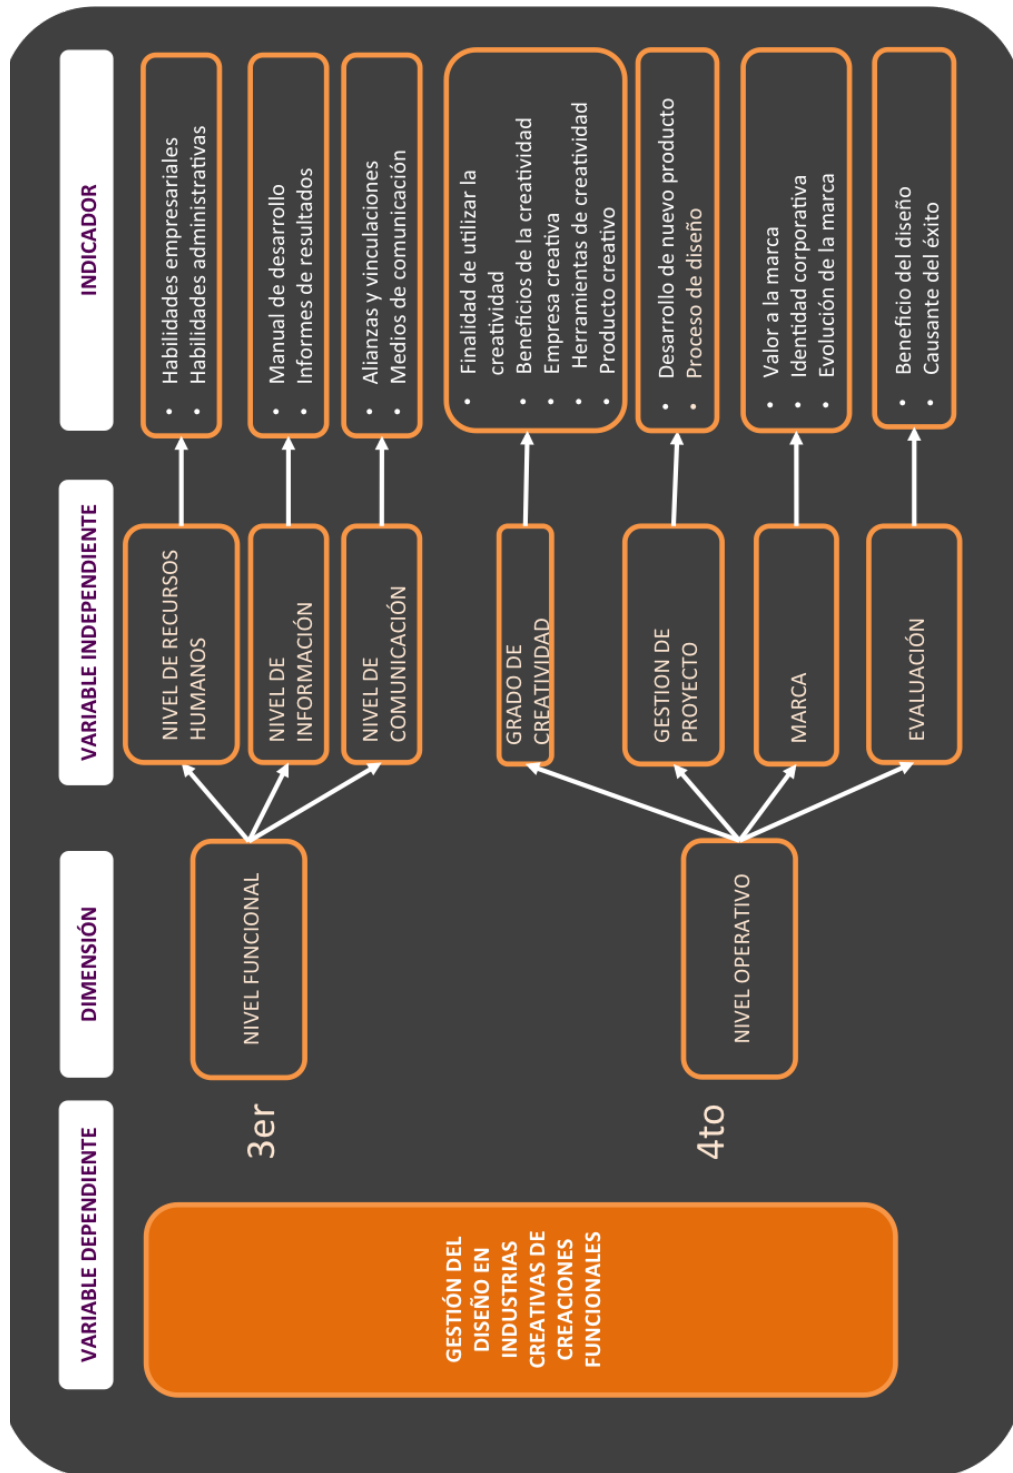 VARIABLE DEPENDIENTE
DIMENSIÓN
VARIABLE INDEPENDIENTE
INDICADOR
GESTIÓN DEL
DISEÑO EN
INDUSTRIAS
CREATIVAS DE
CREACIONES
FUNCIONALES
3er
NIVEL FUNCIONAL
NIVEL DE RECURSOS
HUMANOS
• Habilidades empresariales
• Habilidades administrativas
NIVEL DE
INFORMACIÓN
• Manual de desarrollo
• Informes de resultados
NIVEL DE
COMUNICACIÓN
• Alianzas y vinculaciones
• Medios de comunicación
4to
NIVEL OPERATIVO
GRADO DE
CREATIVIDAD
• Finalidad de utilizar la
creatividad
• Beneficios de la creatividad
• Empresa creativa
• Herramientas de creatividad
• Producto creativo
GESTION DE
PROYECTO
• Desarrollo de nuevo producto
• Proceso de diseño
MARCA
• Valor a la marca
• Identidad corporativa
• Evolución de la marca
EVALUACIÓN
• Beneficio del diseño
• Causante del éxito